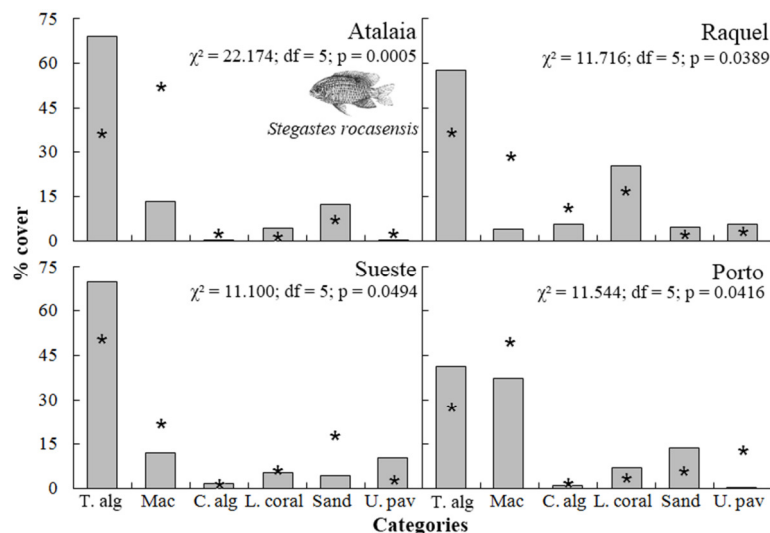 Atalaia
χ² = 22.174; df = 5; p = 0.0005
Stegastes rocasensis
Raquel
χ² = 11.716; df = 5; p = 0.0389
75
60
45
30
15
0
Sueste
χ² = 11.100; df = 5; p = 0.0494
Porto
χ² = 11.544; df = 5; p = 0.0416
75
60
45
30
15
0
% cover
T. alg Mac C. alg L. coral Sand U. pav T. alg Mac C. alg L. coral Sand U. pav
Categories